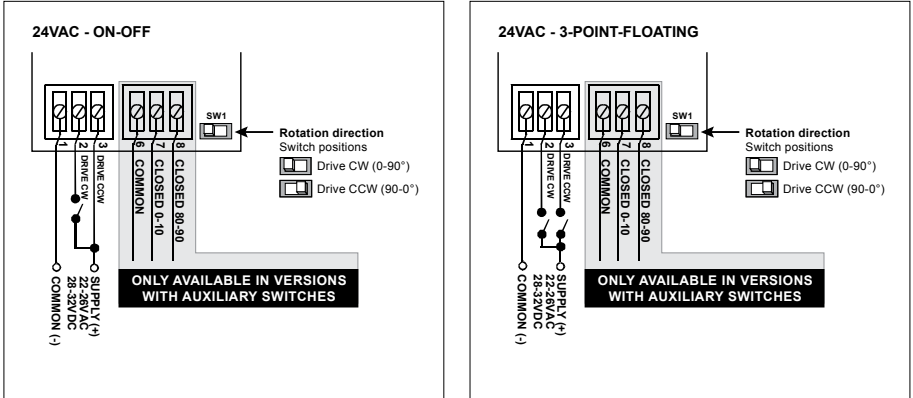 24VAC - ON-OFF
SW1
Rotation direction
Switch positions
Drive CW (0-90°)
Drive CCW (90-0°)
1
2 DRIVE CW
3 DRIVE CCW
6 COMMON
7 CLOSED 0-10
8 CLOSED 80-90
ONLY AVAILABLE IN VERSIONS
WITH AUXILIARY SWITCHES
SUPPLY (+)
22-26VAC
28-32VDC
COMMON (-)
24VAC - 3-POINT-FLOATING
SW1
Rotation direction
Switch positions
Drive CW (0-90°)
Drive CCW (90-0°)
1
2 DRIVE CW
3 DRIVE CCW
6 COMMON
7 CLOSED 0-10
8 CLOSED 80-90
ONLY AVAILABLE IN VERSIONS
WITH AUXILIARY SWITCHES
SUPPLY (+)
22-26VAC
28-32VDC
COMMON (-)